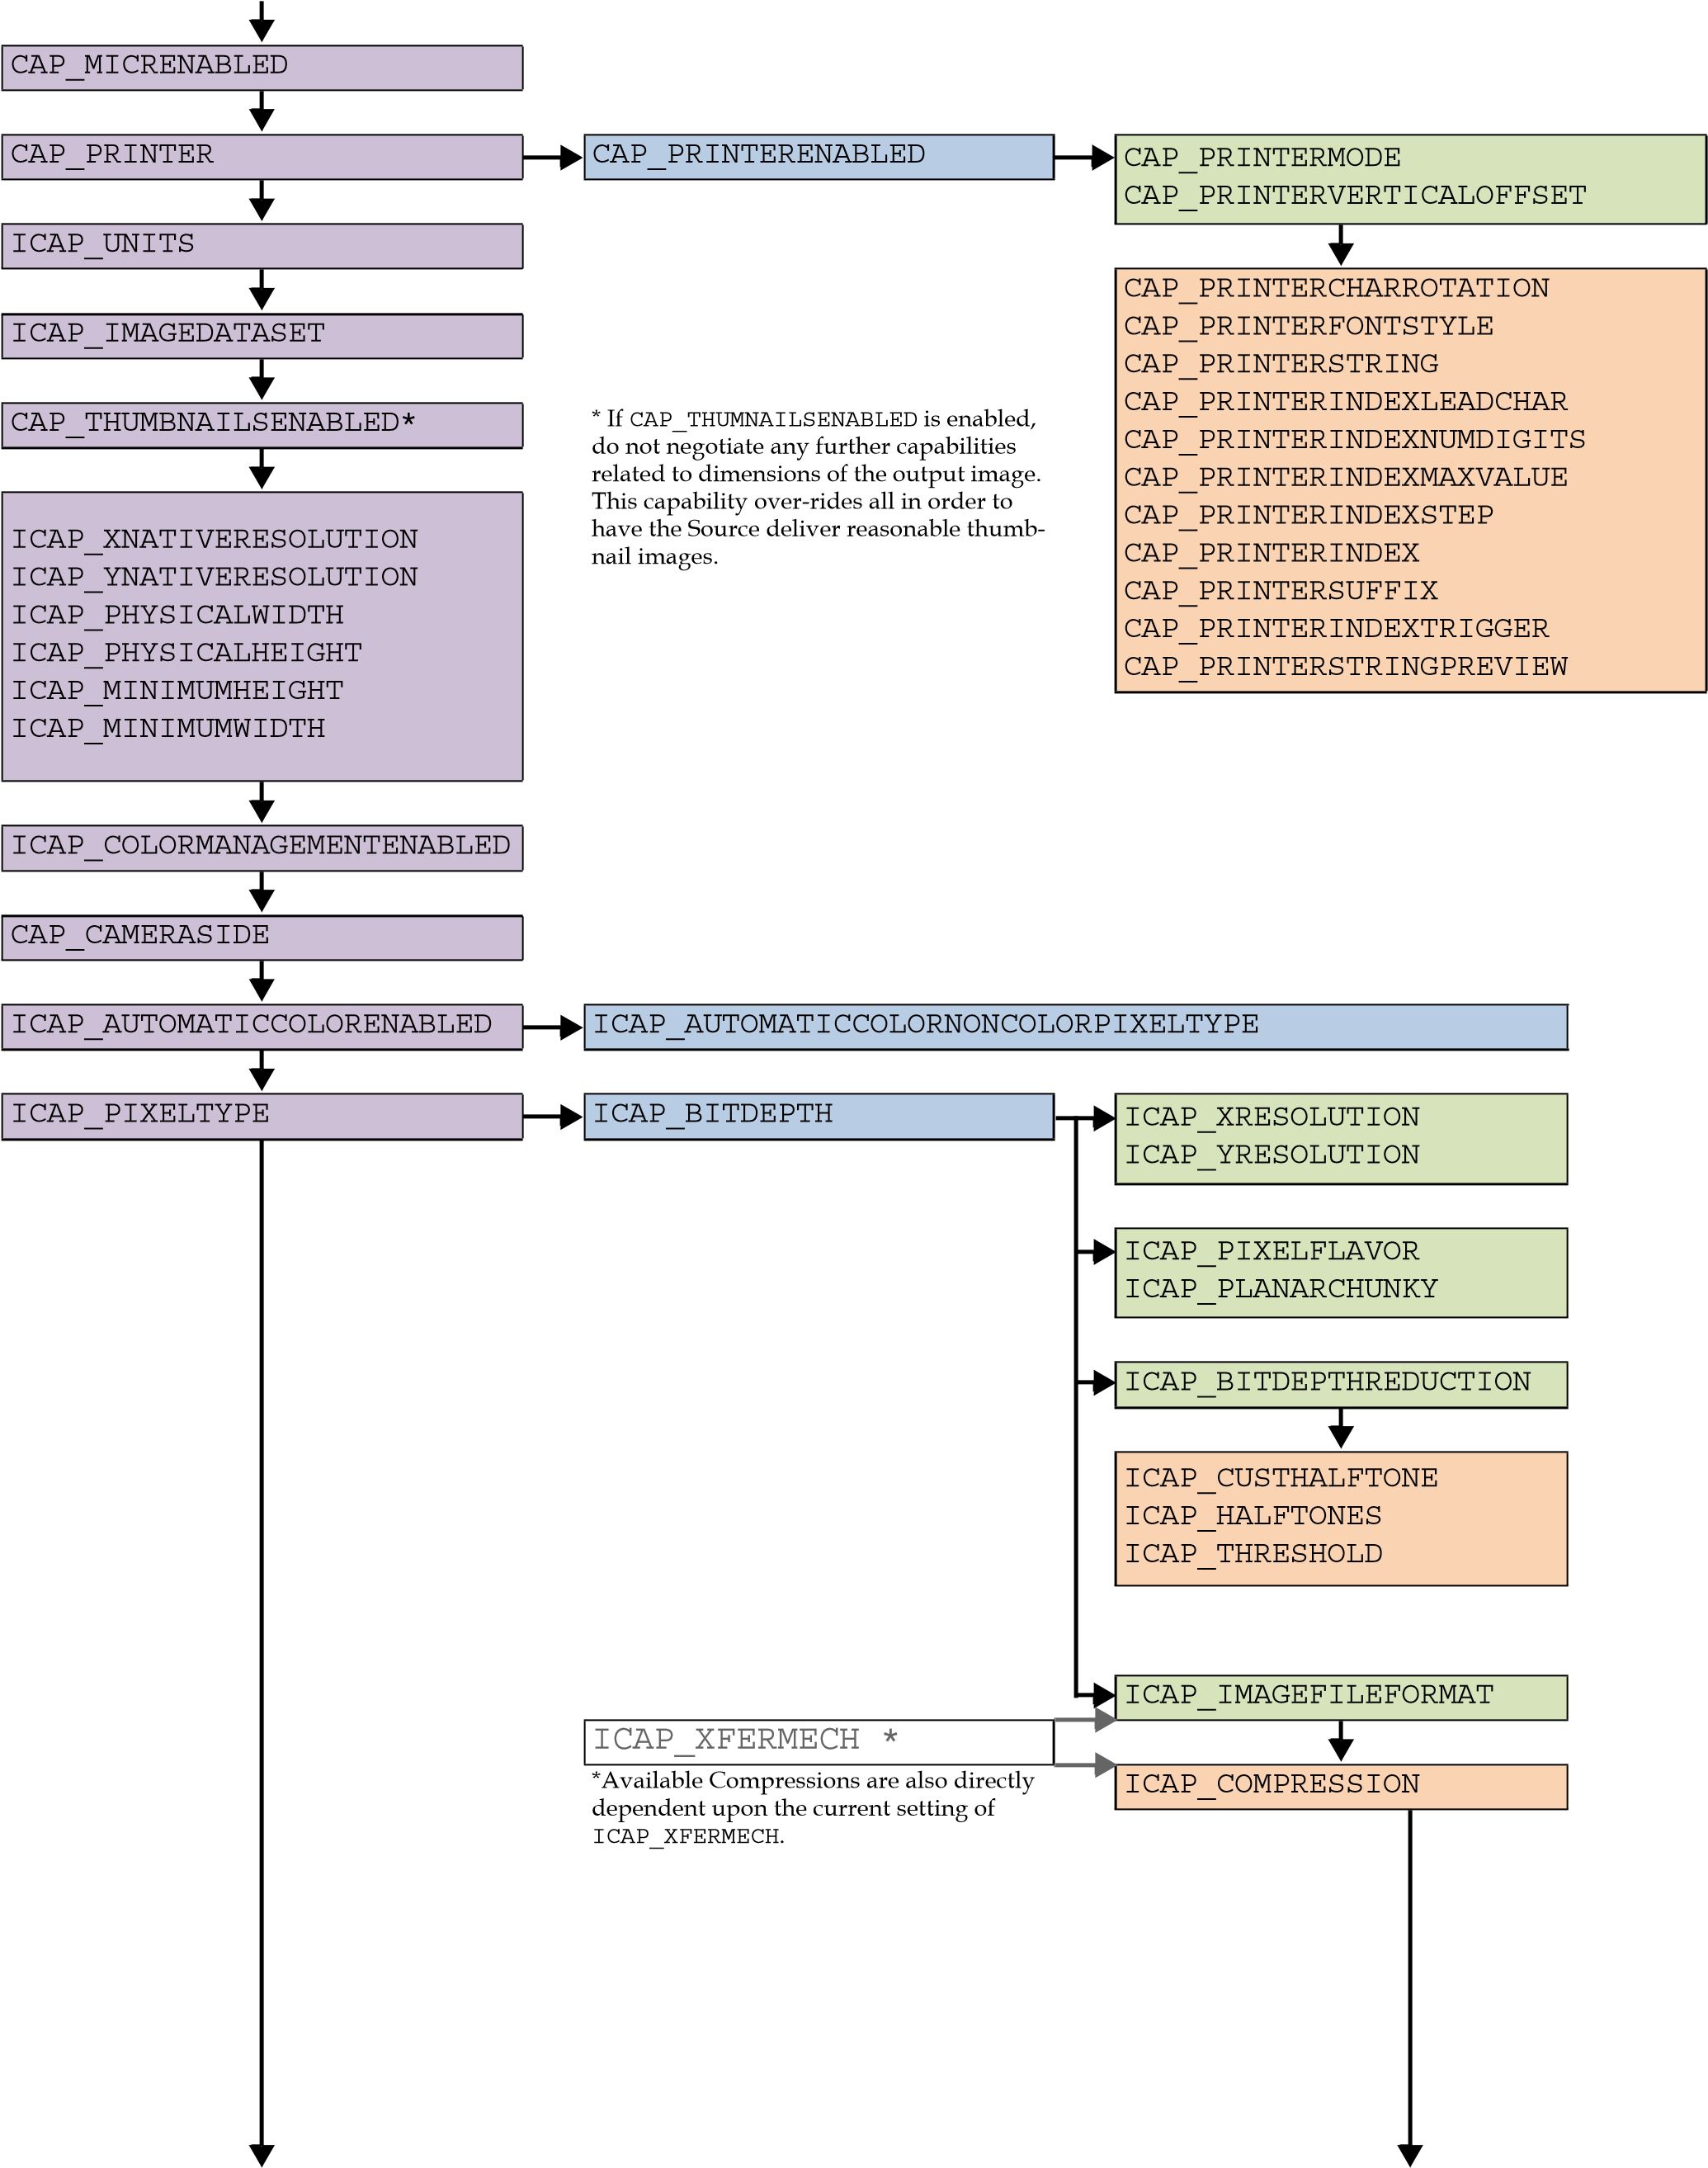 CAP_MICRENABLED
CAP_PRINTER
CAP_PRINTERENABLED
CAP_PRINTERMODE
CAP_PRINTERVERTICALOFFSET
ICAP_UNITS
CAP_PRINTERCHARROTATION
CAP_PRINTERFONTSTYLE
CAP_PRINTERSTRING
CAP_PRINTERINDEXLEADCHAR
CAP_PRINTERINDEXNUMDIGITS
CAP_PRINTERINDEXMAXVALUE
CAP_PRINTERINDEXSTEP
CAP_PRINTERINDEX
CAP_PRINTERSUFFIX
CAP_PRINTERINDEXTRIGGER
CAP_PRINTERSTRINGPREVIEW
ICAP_IMAGEDATASET
CAP_THUMBNAILSENABLED*
* If CAP_THUMNAILSENABLED is enabled,
do not negotiate any further capabilities
related to dimensions of the output image.
This capability over-rides all in order to
have the Source deliver reasonable thumb-
nail images.
ICAP_XNATIVERESOLUTION
ICAP_YNATIVERESOLUTION
ICAP_PHYSICALWIDTH
ICAP_PHYSICALHEIGHT
ICAP_MINIMUMHEIGHT
ICAP_MINIMUMWIDTH
ICAP_COLORMANAGEMENTENABLED
CAP_CAMERASIDE
ICAP_AUTOMATICCOLORENABLED
ICAP_AUTOMATICCOLORNONCOLORPIXELTYPE
ICAP_PIXELTYPE
ICAP_BITDEPTH
ICAP_XRESOLUTION
ICAP_YRESOLUTION
ICAP_PIXELFLAVOR
ICAP_PLANARCHUNKY
ICAP_BITDEPTHREDUCTION
ICAP_CUSTHALFTONE
ICAP_HALFTONES
ICAP_THRESHOLD
ICAP_IMAGEFILEFORMAT
ICAP_XFERMECH *
*Available Compressions are also directly
dependent upon the current setting of
ICAP_XFERMECH.
ICAP_COMPRESSION